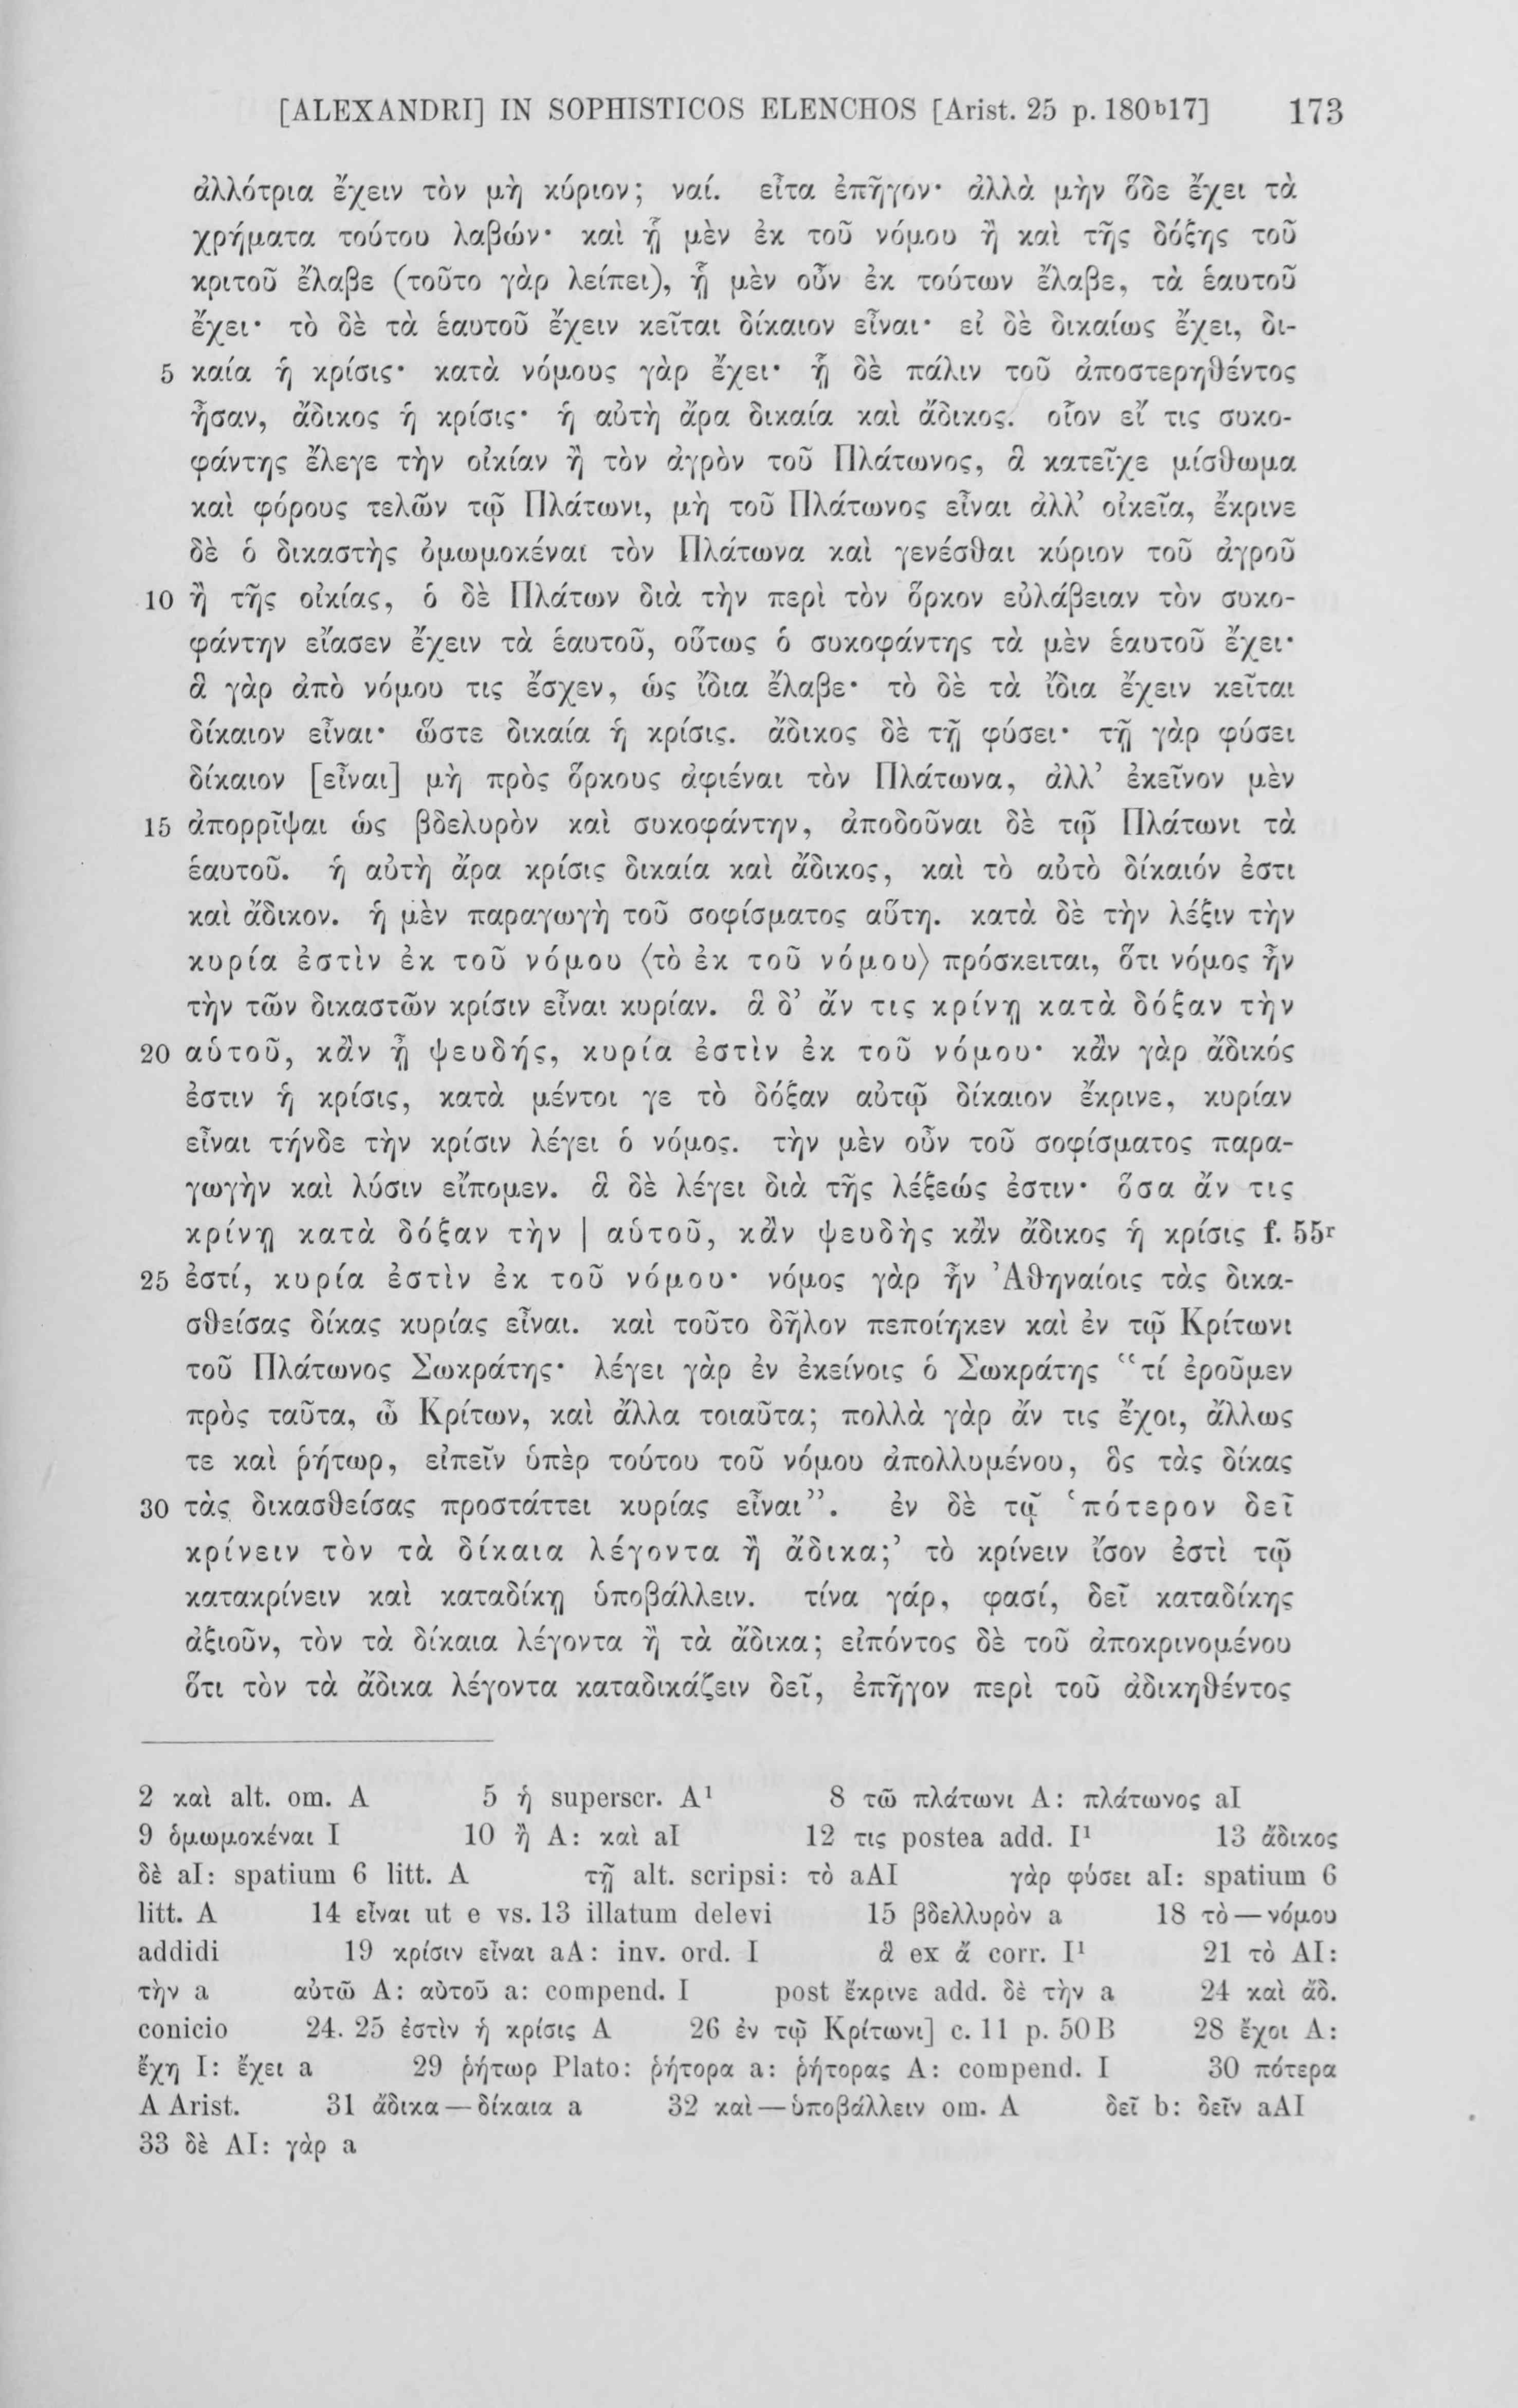 [ALEXANDRI] IN SOPHISTICOS ELENCHOS [Arist. 25 p. 180ᵇ17] 173
ἀλλότρια ἔχειν τὸν μὴ κύριον; ναί. εἶτα ἐπῆγον· ἀλλὰ μὴν ὅδε ἔχει τὰ
χρήματα τούτου λαβών· καὶ ᾗ μὲν ἐκ τοῦ νόμου ἢ καὶ τῆς δόξης τοῦ
κριτοῦ ἔλαβε (τοῦτο γὰρ λείπει), ᾗ μὲν οὖν ἐκ τούτων ἔλαβε, τὰ ἑαυτοῦ
ἔχει· τὸ δὲ τὰ ἑαυτοῦ ἔχειν κεῖται δίκαιον εἶναι· εἰ δὲ δικαίως ἔχει, δι-
5 καία ἡ κρίσις· κατὰ νόμους γὰρ ἔχει· ᾗ δὲ πάλιν τοῦ ἀποστερηθέντος
ἦσαν, ἄδικος ἡ κρίσις· ἡ αὐτὴ ἄρα δικαία καὶ ἄδικος. οἷον εἴ τις συκο-
φάντης ἔλεγε τὴν οἰκίαν ἢ τὸν ἀγρὸν τοῦ Πλάτωνος, ἃ κατεῖχε μίσθωμα
καὶ φόρους τελῶν τῷ Πλάτωνι, μὴ τοῦ Πλάτωνος εἶναι ἀλλ’ οἰκεῖα, ἔκρινε
δὲ ὁ δικαστὴς ὀμωμοκέναι τὸν Πλάτωνα καὶ γενέσθαι κύριον τοῦ ἀγροῦ
10 ἢ τῆς οἰκίας, ὁ δὲ Πλάτων διὰ τὴν περὶ τὸν ὅρκον εὐλάβειαν τὸν συκο-
φάντην εἴασεν ἔχειν τὰ ἑαυτοῦ, οὕτως ὁ συκοφάντης τὰ μὲν ἑαυτοῦ ἔχει·
ἃ γὰρ ἀπὸ νόμου τις ἔσχεν, ὡς ἴδια ἔλαβε· τὸ δὲ τὰ ἴδια ἔχειν κεῖται
δίκαιον εἶναι· ὥστε δικαία ἡ κρίσις. ἄδικος δὲ τῇ φύσει· τῇ γὰρ φύσει
δίκαιον [εἶναι] μὴ πρὸς ὅρκους ἀφιέναι τὸν Πλάτωνα, ἀλλ’ ἐκεῖνον μὲν
15 ἀπορρῖψαι ὡς βδελυρὸν καὶ συκοφάντην, ἀποδοῦναι δὲ τῷ Πλάτωνι τὰ
ἑαυτοῦ. ἡ αὐτὴ ἄρα κρίσις δικαία καὶ ἄδικος, καὶ τὸ αὐτὸ δίκαιόν ἐστι
καὶ ἄδικον. ἡ μὲν παραγωγὴ τοῦ σοφίσματος αὕτη. κατὰ δὲ τὴν λέξιν τὴν
κυρία ἐστὶν ἐκ τοῦ νόμου ⟨τὸ ἐκ τοῦ νόμου⟩ πρόσκειται, ὅτι νόμος ἦν
τὴν τῶν δικαστῶν κρίσιν εἶναι κυρίαν. ἃ δ’ ἄν τις κρίνῃ κατὰ δόξαν τὴν
20 αὑτοῦ, κἂν ᾖ ψευδής, κυρία ἐστὶν ἐκ τοῦ νόμου· κἂν γὰρ ἄδικός
ἐστιν ἡ κρίσις, κατὰ μέντοι γε τὸ δόξαν αὐτῷ δίκαιον ἔκρινε, κυρίαν
εἶναι τήνδε τὴν κρίσιν λέγει ὁ νόμος. τὴν μὲν οὖν τοῦ σοφίσματος παρα-
γωγὴν καὶ λύσιν εἴπομεν. ἃ δὲ λέγει διὰ τῆς λέξεώς ἐστιν· ὅσα ἄν τις
κρίνῃ κατὰ δόξαν τὴν | αὑτοῦ, κἂν ψευδὴς κἂν ἄδικος ἡ κρίσις f. 55ʳ
25 ἐστί, κυρία ἐστὶν ἐκ τοῦ νόμου· νόμος γὰρ ἦν Ἀθηναίοις τὰς δικα-
σθείσας δίκας κυρίας εἶναι. καὶ τοῦτο δῆλον πεποίηκεν καὶ ἐν τῷ Κρίτωνι
τοῦ Πλάτωνος Σωκράτης· λέγει γὰρ ἐν ἐκείνοις ὁ Σωκράτης “τί ἐροῦμεν
πρὸς ταῦτα, ὦ Κρίτων, καὶ ἄλλα τοιαῦτα; πολλὰ γὰρ ἄν τις ἔχοι, ἄλλως
τε καὶ ῥήτωρ, εἰπεῖν ὑπὲρ τούτου τοῦ νόμου ἀπολλυμένου, ὃς τὰς δίκας
30 τὰς δικασθείσας προστάττει κυρίας εἶναι”. ἐν δὲ τῷ ‘πότερον δεῖ
κρίνειν τὸν τὰ δίκαια λέγοντα ἢ ἄδικα;’ τὸ κρίνειν ἴσον ἐστὶ τῷ
κατακρίνειν καὶ καταδίκῃ ὑποβάλλειν. τίνα γάρ, φασί, δεῖ καταδίκης
ἀξιοῦν, τὸν τὰ δίκαια λέγοντα ἢ τὰ ἄδικα; εἰπόντος δὲ τοῦ ἀποκρινομένου
ὅτι τὸν τὰ ἄδικα λέγοντα καταδικάζειν δεῖ, ἐπῆγον περὶ τοῦ ἀδικηθέντος
2 καὶ alt. om. A 5 ἡ superscr. A¹ 8 τῶ πλάτωνι A: πλάτωνος aI
9 ὁμωμοκέναι I 10 ἢ A: καὶ aI 12 τις postea add. I¹ 13 ἄδικος
δὲ aI: spatium 6 litt. A τῇ alt. scripsi: τὸ aAI γὰρ φύσει aI: spatium 6
litt. A 14 εἶναι ut e vs. 13 illatum delevi 15 βδελλυρὸν a 18 τὸ — νόμου
addidi 19 κρίσιν εἶναι aA: inv. ord. I ἃ ex ἄ corr. I¹ 21 τὸ AI:
τὴν a αὐτῶ A: αὑτοῦ a: compend. I post ἔκρινε add. δὲ τὴν a 24 καὶ ἄδ.
conicio 24. 25 ἐστὶν ἡ κρίσις A 26 ἐν τῷ Κρίτωνι] c. 11 p. 50B 28 ἔχοι A:
ἔχη I: ἔχει a 29 ῥήτωρ Plato: ῥήτορα a: ῥήτορας A: compend. I 30 πότερα
A Arist. 31 ἄδικα — δίκαια a 32 καὶ — ὑποβάλλειν om. A δεῖ b: δεῖν aAI
33 δὲ AI: γὰρ a